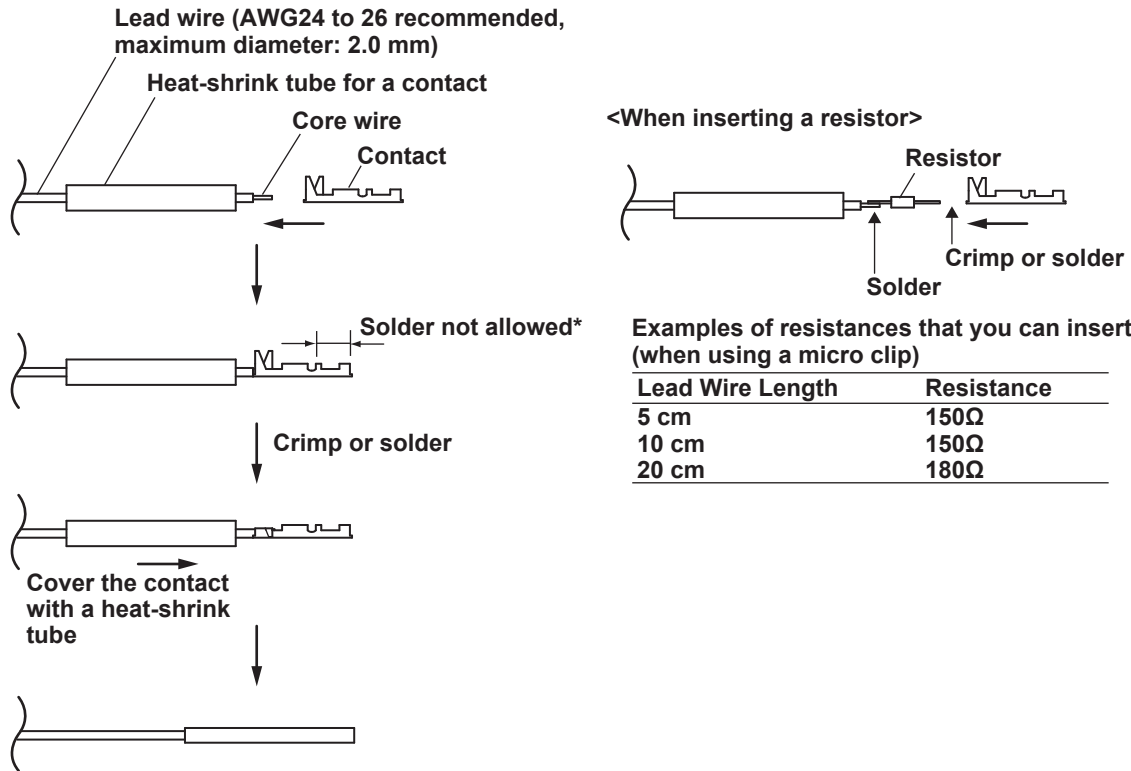 Lead wire (AWG24 to 26 recommended,
maximum diameter: 2.0 mm)
Heat-shrink tube for a contact
Core wire
Contact
Solder not allowed*
Crimp or solder
Cover the contact
with a heat-shrink
tube
<When inserting a resistor>
Resistor
Crimp or solder
Solder
Examples of resistances that you can insert
(when using a micro clip)
Lead Wire Length Resistance
5 cm 150Ω
10 cm 150Ω
20 cm 180Ω